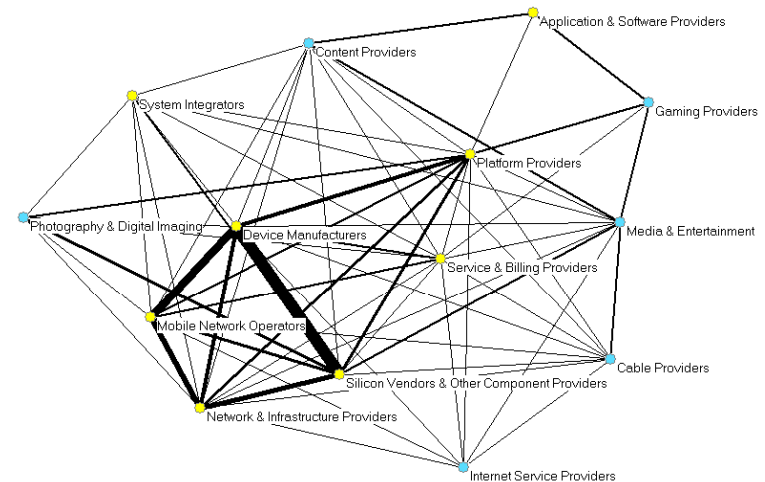 Application & Software Providers
Content Providers
System Integrators
Gaming Providers
Platform Providers
Photography & Digital Imaging
Device Manufacturers
Media & Entertainment
Service & Billing Providers
Mobile Network Operators
Cable Providers
Silicon Vendors & Other Component Providers
Network & Infrastructure Providers
Internet Service Providers